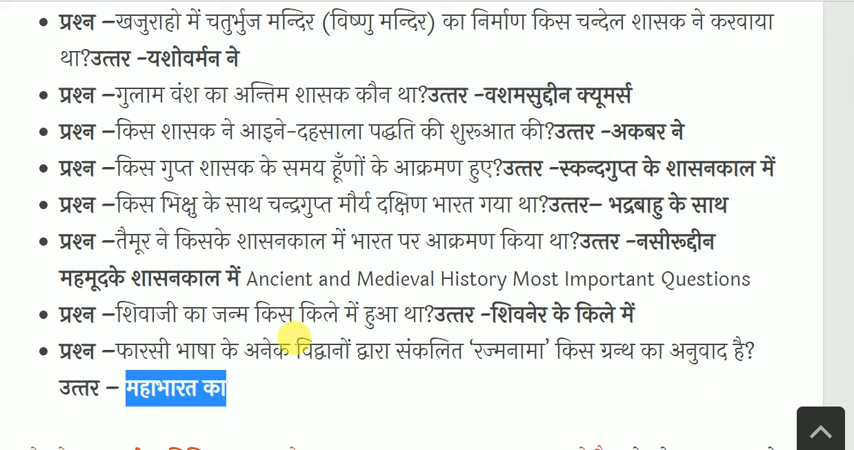 प्रश्न –खजुराहो में चतुर्भुज मन्दिर (विष्णु मन्दिर) का निर्माण किस चन्देल शासक ने करवाया
था?उत्तर -यशोवर्मन ने
प्रश्न –गुलाम वंश का अन्तिम शासक कौन था?उत्तर -वशमसुद्दीन क्यूमर्स
प्रश्न –किस शासक ने आइने-दहसाला पद्धति की शुरुआत की?उत्तर -अकबर ने
प्रश्न –किस गुप्त शासक के समय हूँणों के आक्रमण हुए?उत्तर -स्कन्दगुप्त के शासनकाल में
प्रश्न –किस भिक्षु के साथ चन्द्रगुप्त मौर्य दक्षिण भारत गया था?उत्तर– भद्रबाहु के साथ
प्रश्न –तैमूर ने किसके शासनकाल में भारत पर आक्रमण किया था?उत्तर -नसीरूद्दीन
महमूदके शासनकाल में Ancient and Medieval History Most Important Questions
प्रश्न –शिवाजी का जन्म किस किले में हुआ था?उत्तर -शिवनेर के किले में
प्रश्न –फारसी भाषा के अनेक विद्वानों द्वारा संकलित ‘रज्मनामा’ किस ग्रन्थ का अनुवाद है?
उत्तर – महाभारत का